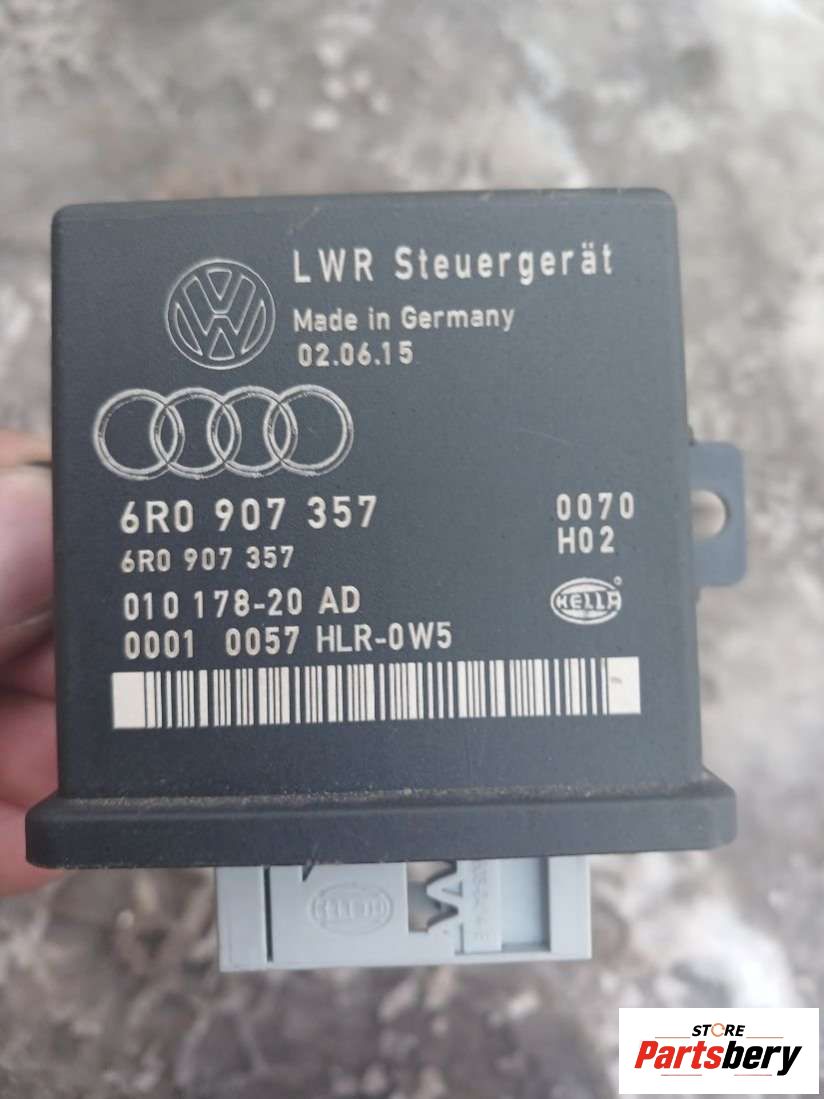 LWR Steuergerät
Made in Germany
02.06.15
6R0 907 357
0070
6R0 907 357
H02
010 178-20 AD
HELLA
0001 0057 HLR-0W5
HELLA
STORE
Partsbery